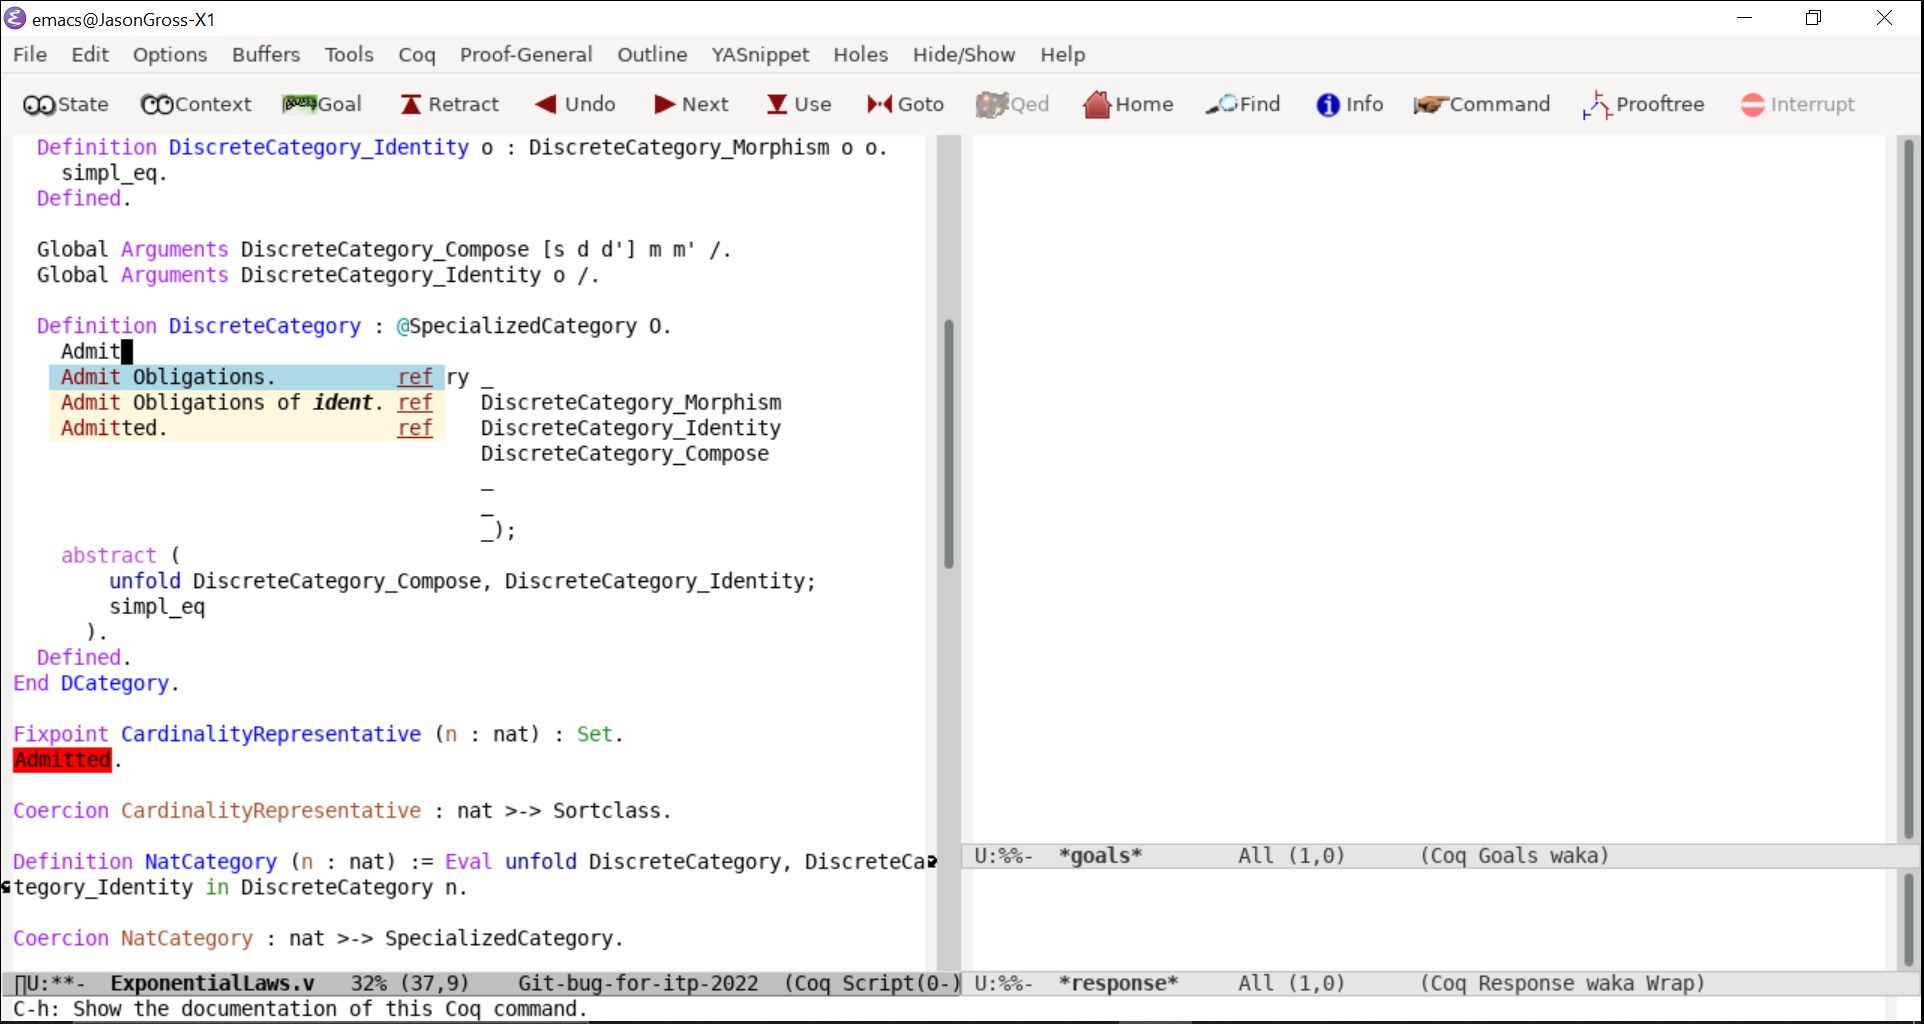 emacs@JasonGross-X1
File Edit Options Buffers Tools Coq Proof-General Outline YASnippet Holes Hide/Show Help
State Context Goal Retract Undo Next Use Goto Qed Home Find Info Command Prooftree Interrupt
Definition DiscreteCategory_Identity o : DiscreteCategory_Morphism o o.
simpl_eq.
Defined.
Global Arguments DiscreteCategory_Compose [s d d'] m m' /.
Global Arguments DiscreteCategory_Identity o /.
Definition DiscreteCategory : @SpecializedCategory O.
Admit
Admit Obligations. ref ry _
Admit Obligations of ident. ref DiscreteCategory_Morphism
Admitted. ref DiscreteCategory_Identity
DiscreteCategory_Compose
_
_
_);
abstract (
unfold DiscreteCategory_Compose, DiscreteCategory_Identity;
simpl_eq
).
Defined.
End DCategory.
Fixpoint CardinalityRepresentative (n : nat) : Set.
Admitted.
Coercion CardinalityRepresentative : nat >-> Sortclass.
Definition NatCategory (n : nat) := Eval unfold DiscreteCategory, DiscreteCa
tegory_Identity in DiscreteCategory n.
Coercion NatCategory : nat >-> SpecializedCategory.
U:**- ExponentialLaws.v 32% (37,9) Git-bug-for-itp-2022 (Coq Script(0-)
U:%%- *goals* All (1,0) (Coq Goals waka)
U:%%- *response* All (1,0) (Coq Response waka Wrap)
C-h: Show the documentation of this Coq command.